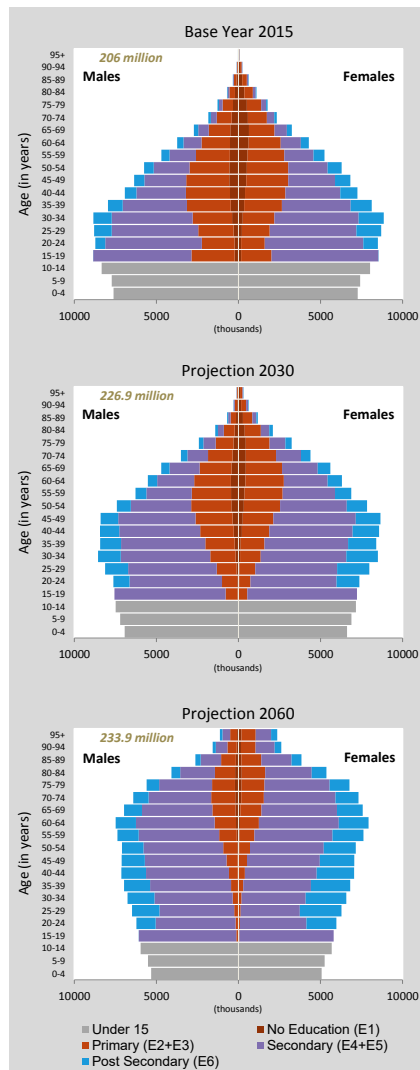 Base Year 2015
206 million
Males
Females
Age (in years)
95+
90-94
85-89
80-84
75-79
70-74
65-69
60-64
55-59
50-54
45-49
40-44
35-39
30-34
25-29
20-24
15-19
10-14
5-9
0-4
10000 5000 0 5000 10000
(thousands)
Projection 2030
226.9 million
Males
Females
Age (in years)
95+
90-94
85-89
80-84
75-79
70-74
65-69
60-64
55-59
50-54
45-49
40-44
35-39
30-34
25-29
20-24
15-19
10-14
5-9
0-4
10000 5000 0 5000 10000
(thousands)
Projection 2060
233.9 million
Males
Females
Age (in years)
95+
90-94
85-89
80-84
75-79
70-74
65-69
60-64
55-59
50-54
45-49
40-44
35-39
30-34
25-29
20-24
15-19
10-14
5-9
0-4
10000 5000 0 5000 10000
(thousands)
Under 15 No Education (E1)
Primary (E2+E3) Secondary (E4+E5)
Post Secondary (E6)